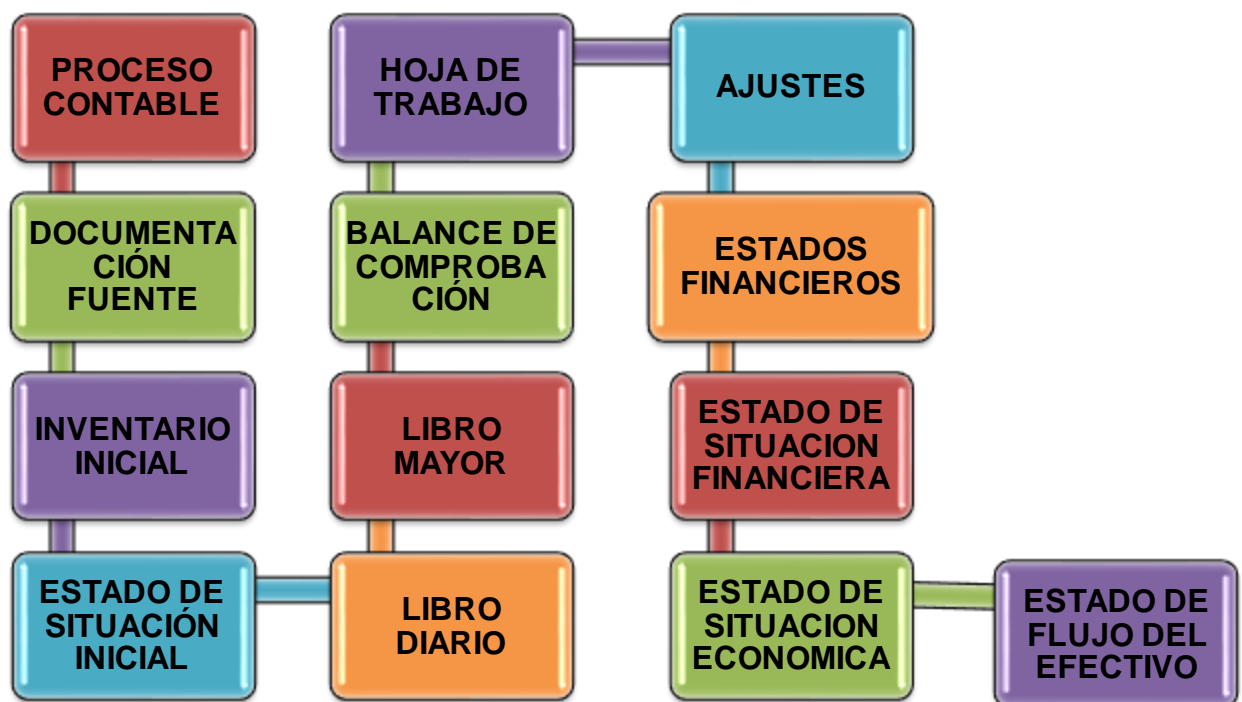 PROCESO
CONTABLE
DOCUMENTA
CIÓN
FUENTE
INVENTARIO
INICIAL
ESTADO DE
SITUACIÓN
INICIAL
LIBRO
DIARIO
LIBRO
MAYOR
BALANCE DE
COMPROBA
CIÓN
HOJA DE
TRABAJO
AJUSTES
ESTADOS
FINANCIEROS
ESTADO DE
SITUACION
FINANCIERA
ESTADO DE
SITUACION
ECONOMICA
ESTADO DE
FLUJO DEL
EFECTIVO